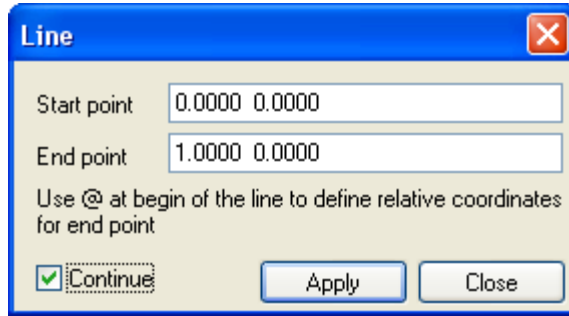 Line
Start point 0.0000 0.0000
End point 1.0000 0.0000
Use @ at begin of the line to define relative coordinates
for end point
Continue Apply Close